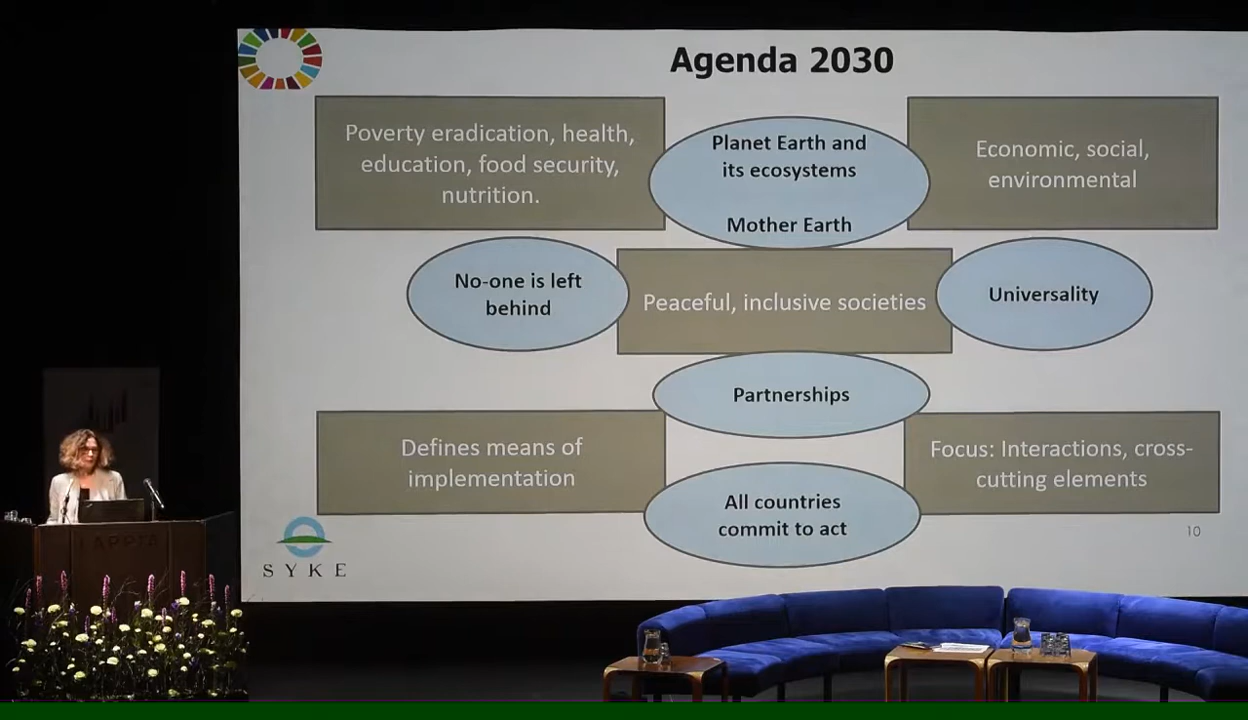 Agenda 2030
Poverty eradication, health,
education, food security,
nutrition.
Planet Earth and
its ecosystems
Mother Earth
Economic, social,
environmental
No-one is left
behind
Peaceful, inclusive societies
Universality
Partnerships
Defines means of
implementation
Focus: Interactions, cross-
cutting elements
All countries
commit to act
10
SYKE
LAPPIA